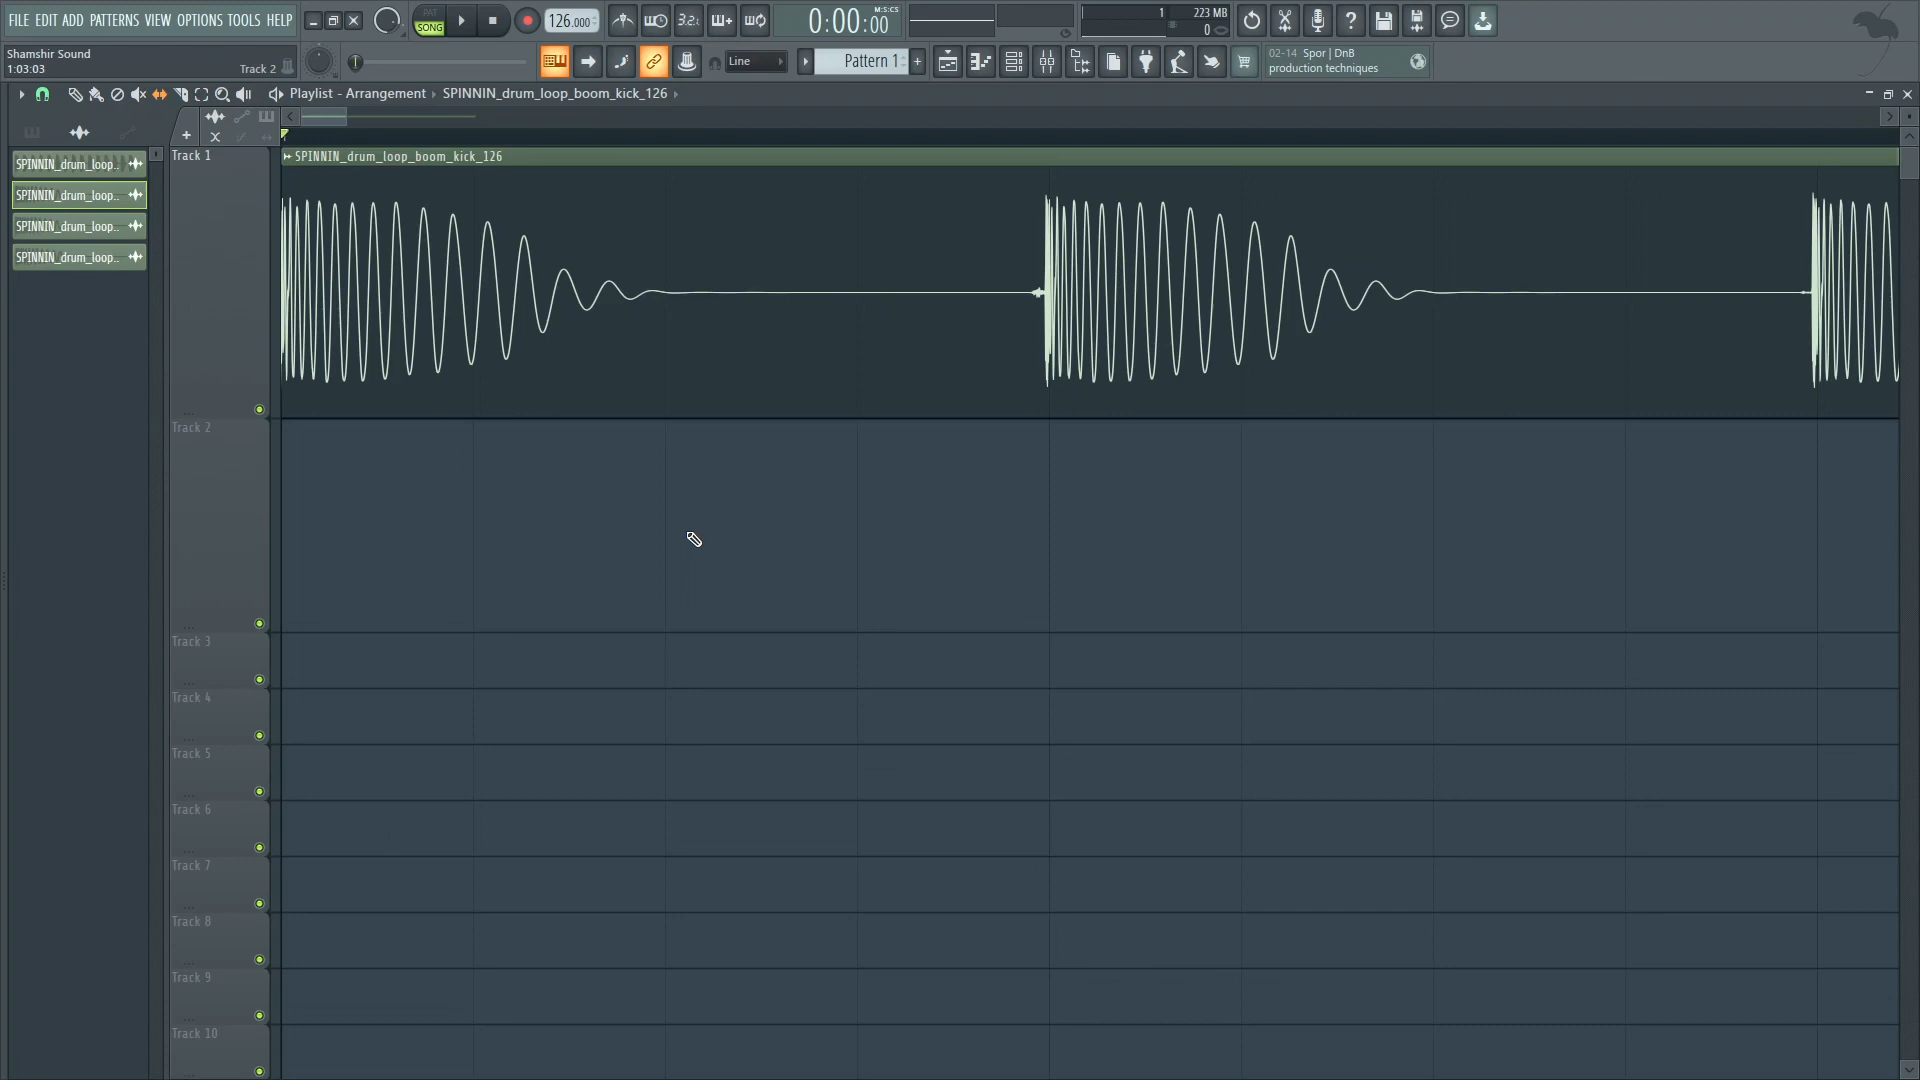 FILE EDIT ADD PATTERNS VIEW OPTIONS TOOLS HELP
PAT
SONG
126.000
3.2.
0:00:00
M:S:CS
1
223 MB
0
Shamshir Sound
1:03:03
Track 2
Line
Pattern 1
+
02-14 Spor | DnB
production techniques
Playlist - Arrangement
SPINNIN_drum_loop_boom_kick_126
SPINNIN_drum_loop..
SPINNIN_drum_loop..
SPINNIN_drum_loop..
SPINNIN_drum_loop..
Track 1
SPINNIN_drum_loop_boom_kick_126
Track 2
Track 3
Track 4
Track 5
Track 6
Track 7
Track 8
Track 9
Track 10